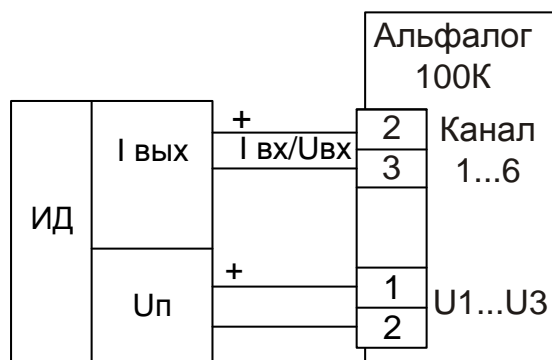 Альфалог
100К
+
2
Канал
I вых
I вх/Uвх
3
1...6
ИД
+
1
Uп
U1...U3
2